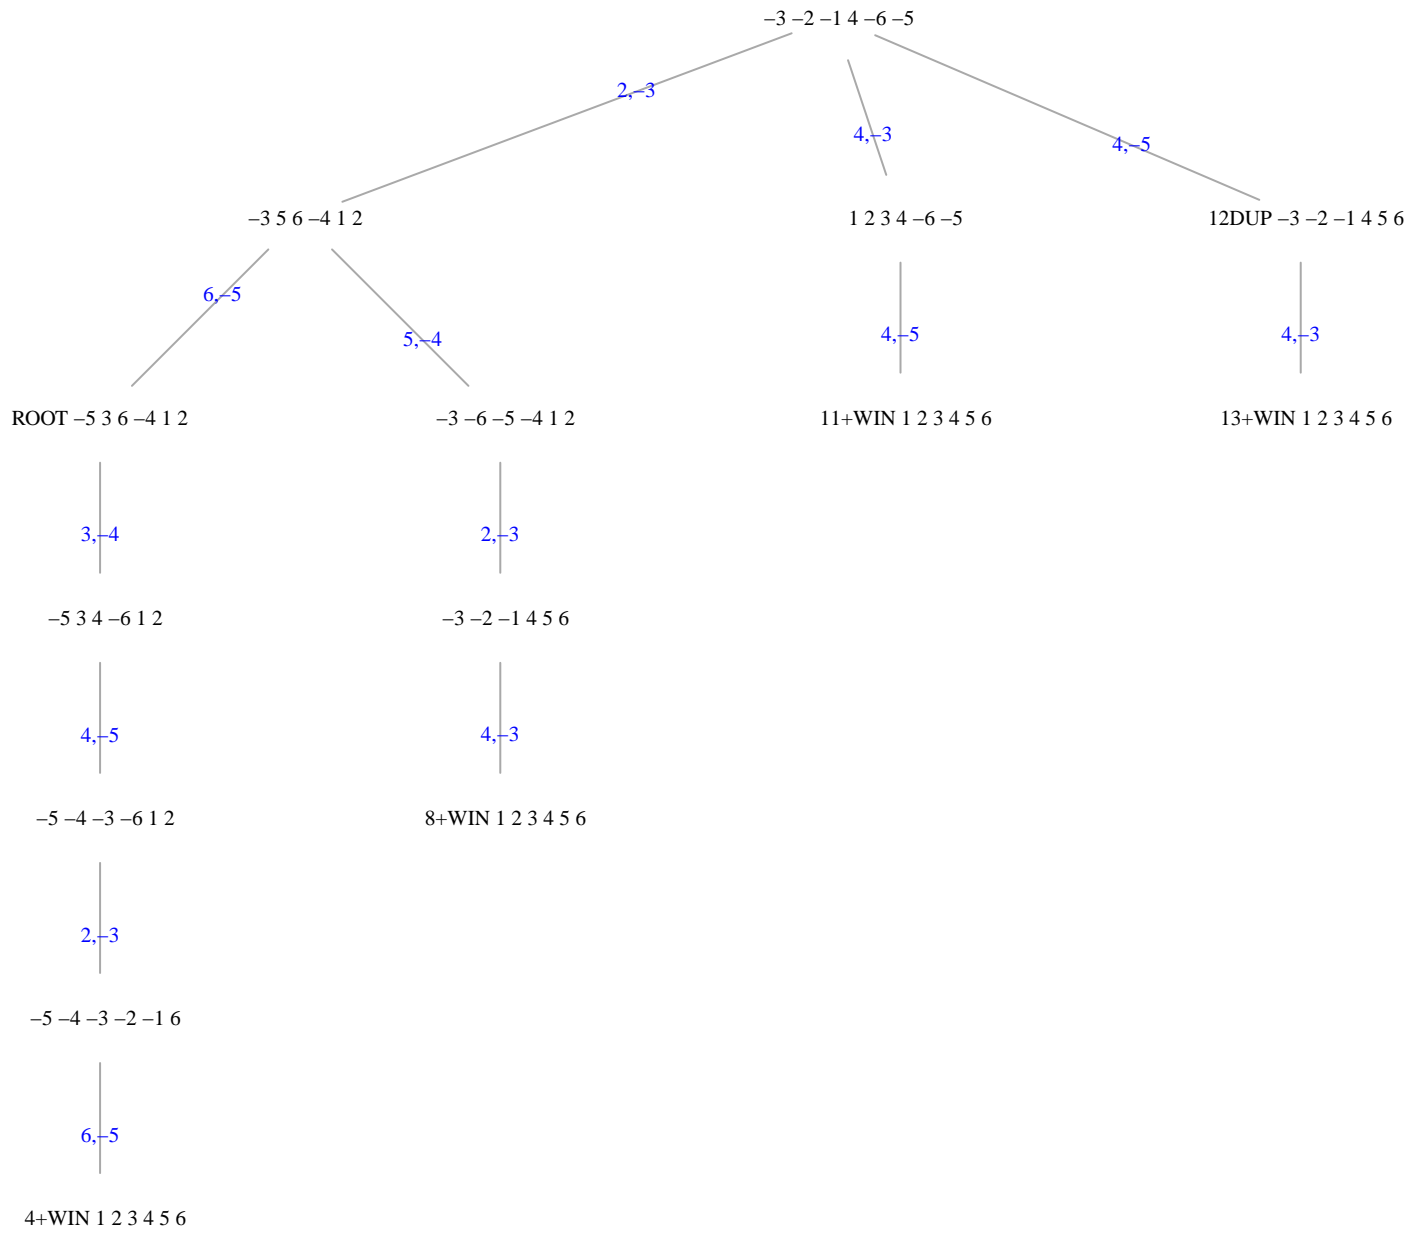 −3 −2 −1 4 −6 −5
2,−3
4,−3
4,−5
−3 5 6 −4 1 2
1 2 3 4 −6 −5
12DUP −3 −2 −1 4 5 6
6,−5
5,−4
4,−5
4,−3
ROOT −5 3 6 −4 1 2
−3 −6 −5 −4 1 2
11+WIN 1 2 3 4 5 6
13+WIN 1 2 3 4 5 6
3,−4
2,−3
−5 3 4 −6 1 2
−3 −2 −1 4 5 6
4,−5
4,−3
−5 −4 −3 −6 1 2
8+WIN 1 2 3 4 5 6
2,−3
−5 −4 −3 −2 −1 6
6,−5
4+WIN 1 2 3 4 5 6